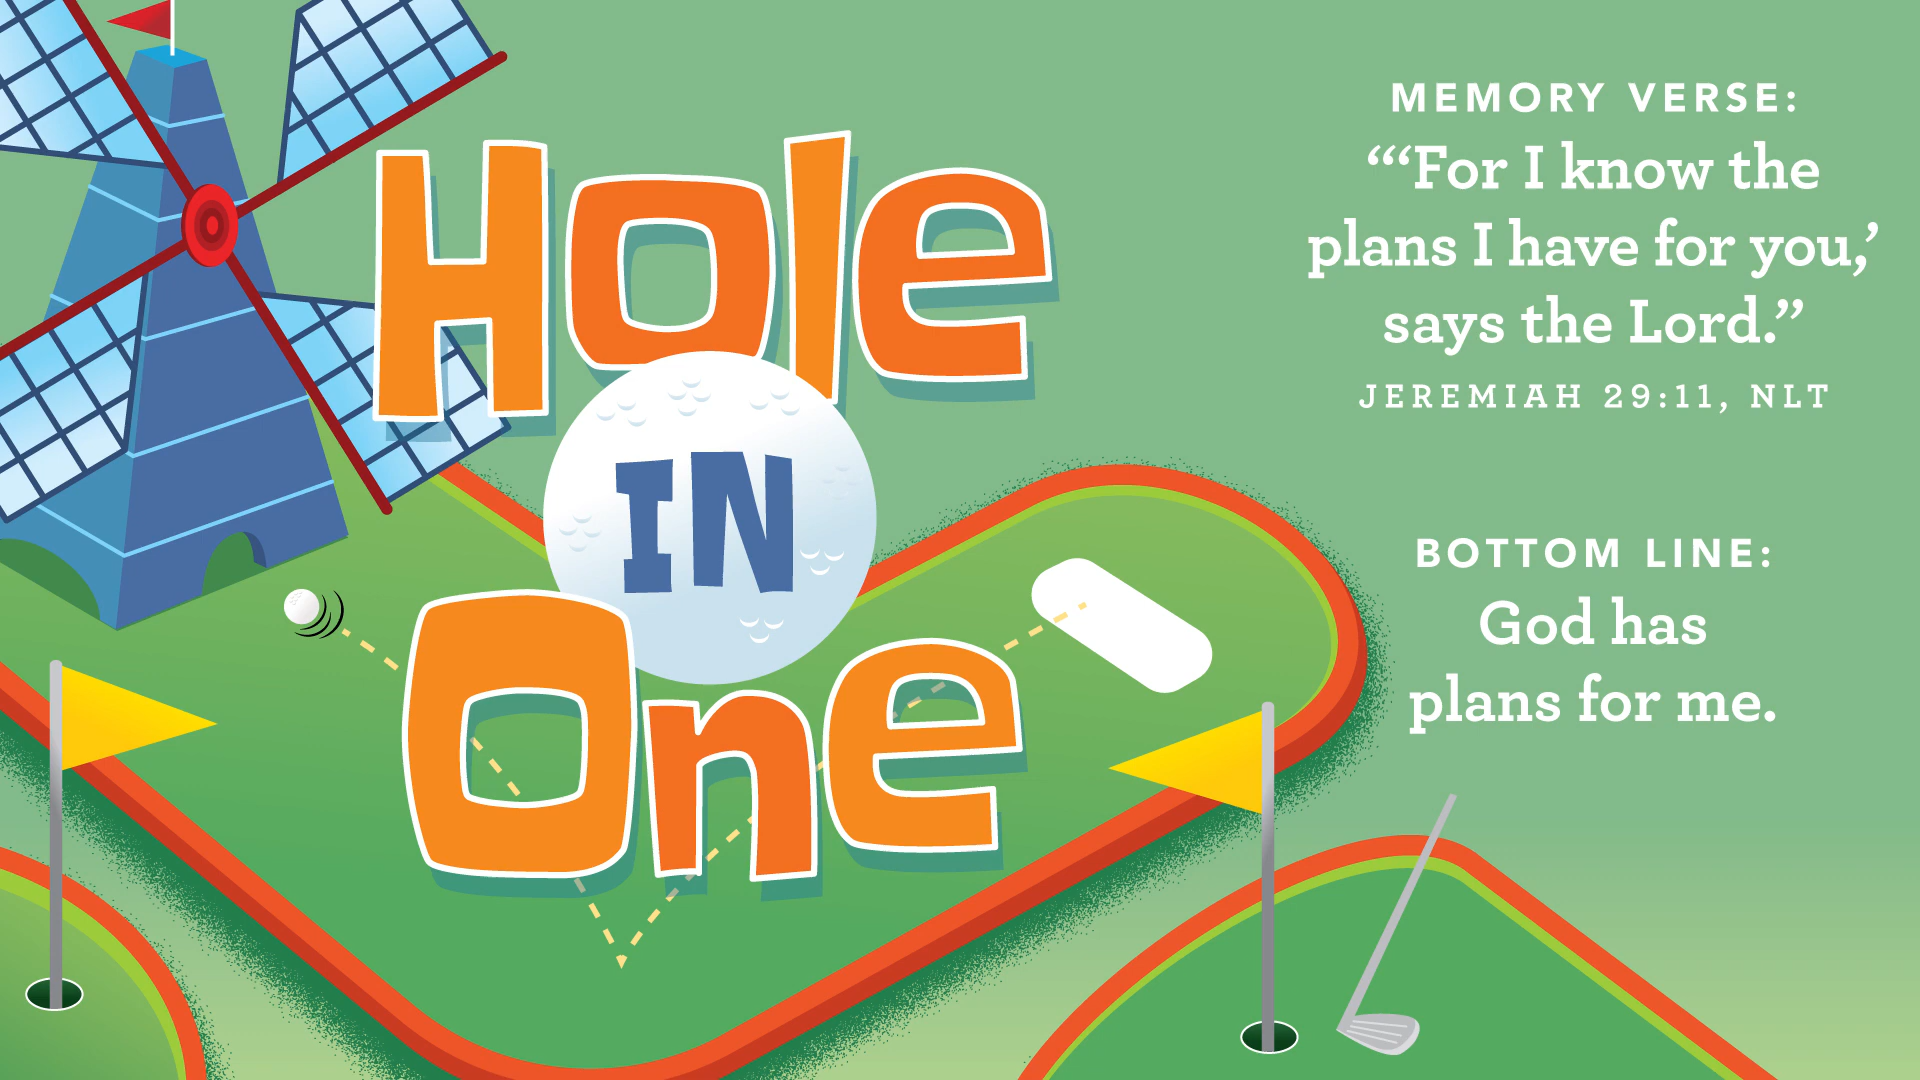 Hole
IN
One
MEMORY VERSE:
“‘For I know the
plans I have for you,’
says the Lord.”
JEREMIAH 29:11, NLT
BOTTOM LINE:
God has
plans for me.